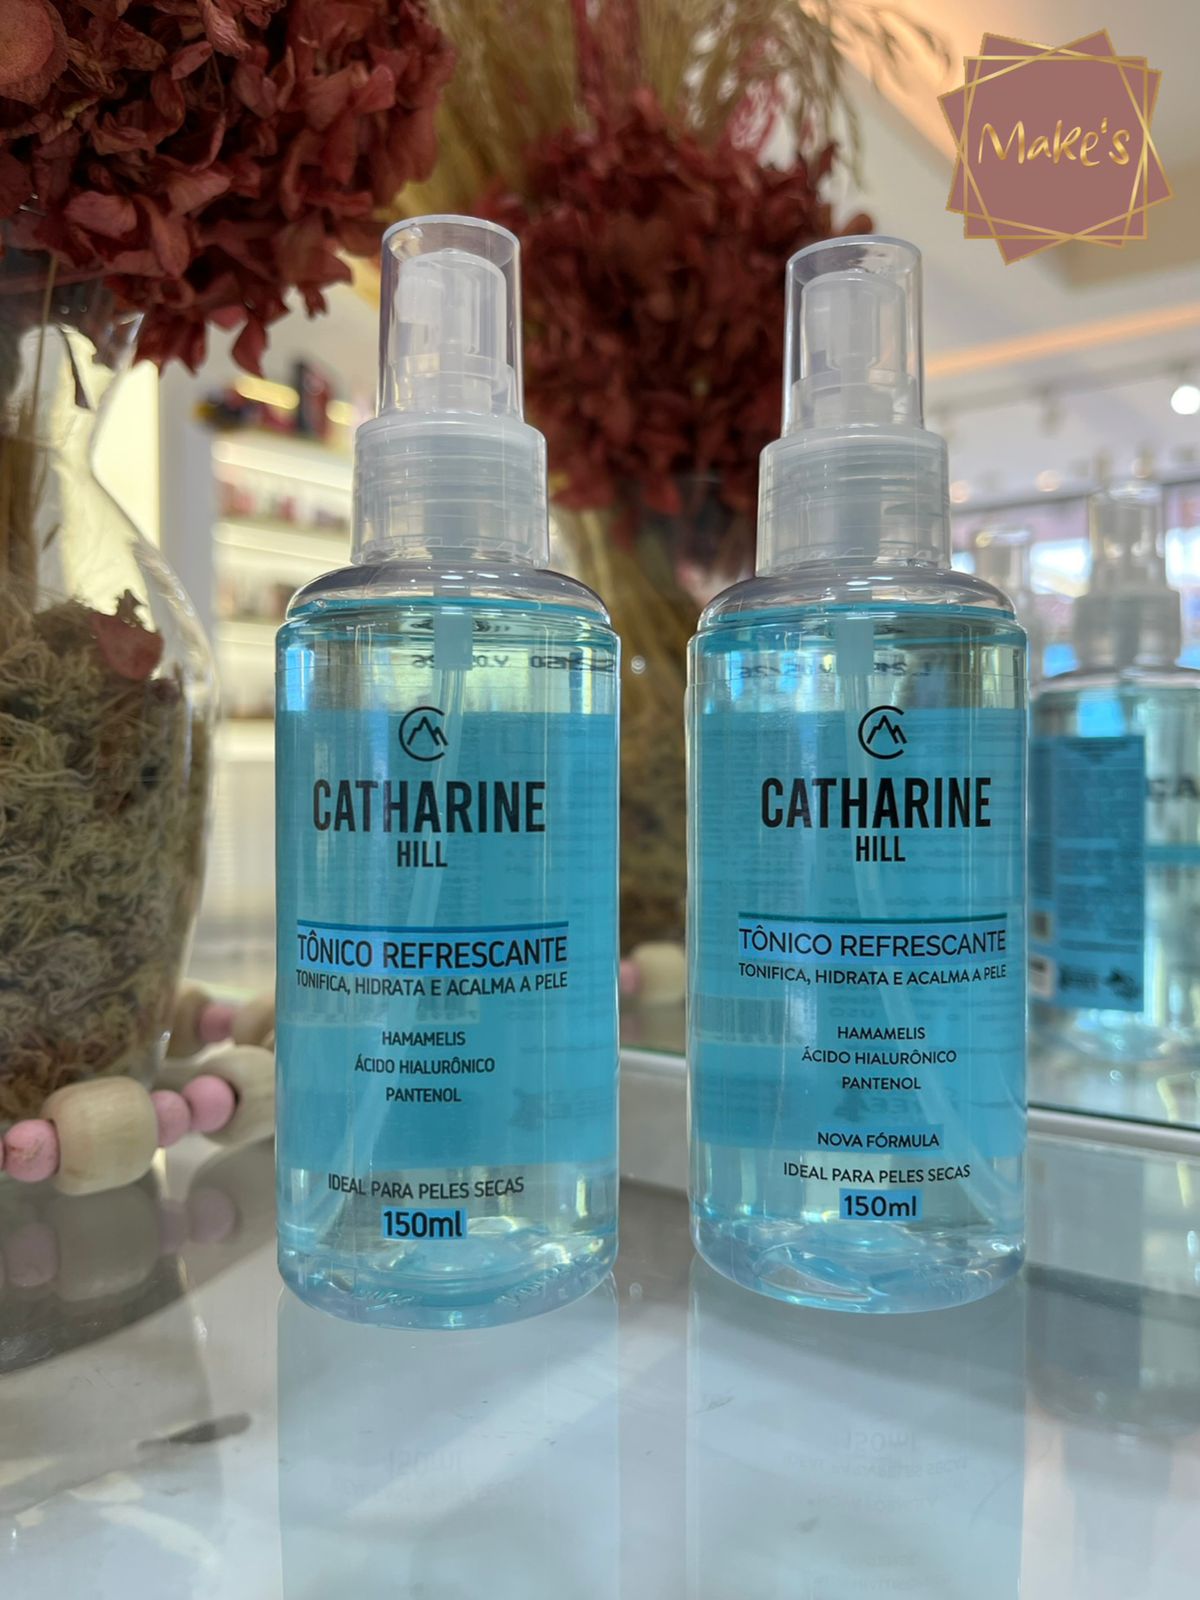 Make's
CATHARINE
HILL
TÔNICO REFRESCANTE
TONIFICA, HIDRATA E ACALMA A PELE
HAMAMELIS
ÁCIDO HIALURÔNICO
PANTENOL
IDEAL PARA PELES SECAS
150ml
CATHARINE
HILL
TÔNICO REFRESCANTE
TONIFICA, HIDRATA E ACALMA A PELE
HAMAMELIS
ÁCIDO HIALURÔNICO
PANTENOL
NOVA FÓRMULA
IDEAL PARA PELES SECAS
150ml